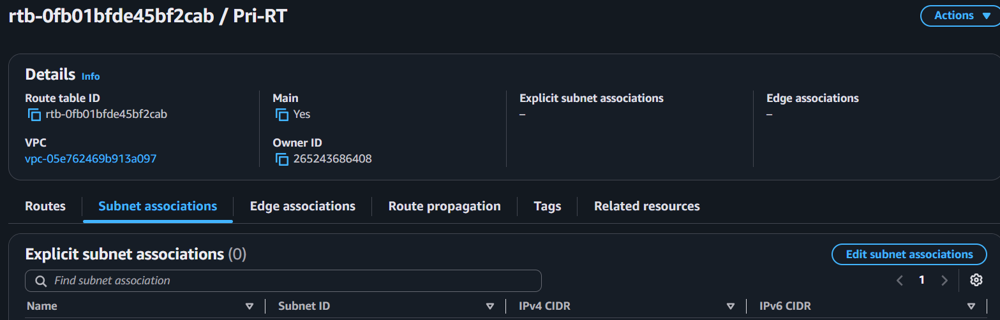 rtb-0fb01bfde45bf2cab / Pri-RT
Actions
Details Info
Route table ID
rtb-0fb01bfde45bf2cab
Main
Yes
Explicit subnet associations
–
Edge associations
–
VPC
vpc-05e762469b913a097
Owner ID
265243686408
Routes
Subnet associations
Edge associations
Route propagation
Tags
Related resources
Explicit subnet associations (0)
Edit subnet associations
Find subnet association
1
Name
Subnet ID
IPv4 CIDR
IPv6 CIDR